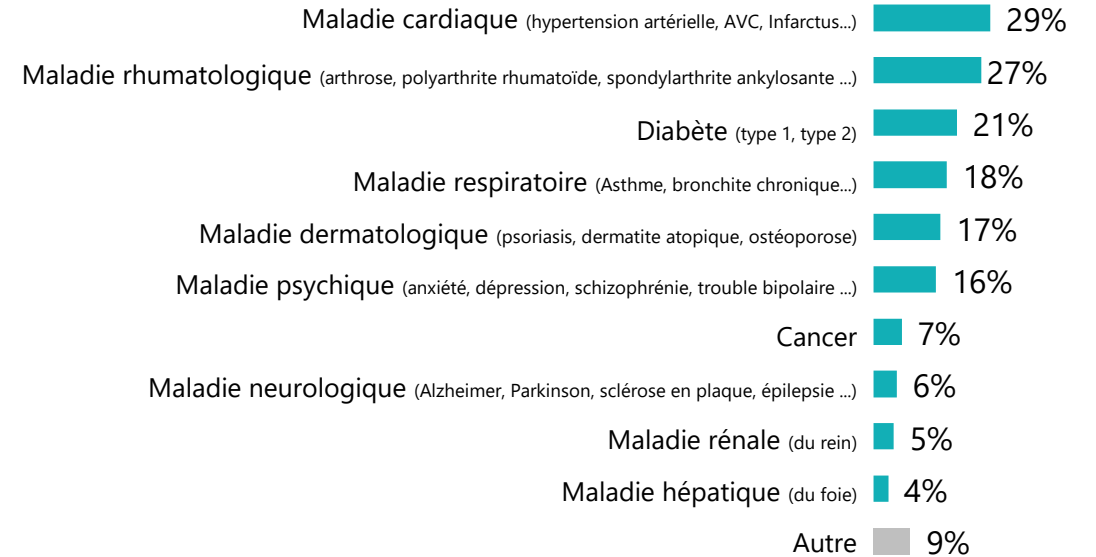 Maladie cardiaque (hypertension artérielle, AVC, Infarctus...) 29%
Maladie rhumatologique (arthrose, polyarthrite rhumatoïde, spondylarthrite ankylosante ...) 27%
Diabète (type 1, type 2) 21%
Maladie respiratoire (Asthme, bronchite chronique...) 18%
Maladie dermatologique (psoriasis, dermatite atopique, ostéoporose) 17%
Maladie psychique (anxiété, dépression, schizophrénie, trouble bipolaire ...) 16%
Cancer 7%
Maladie neurologique (Alzheimer, Parkinson, sclérose en plaque, épilepsie ...) 6%
Maladie rénale (du rein) 5%
Maladie hépatique (du foie) 4%
Autre 9%